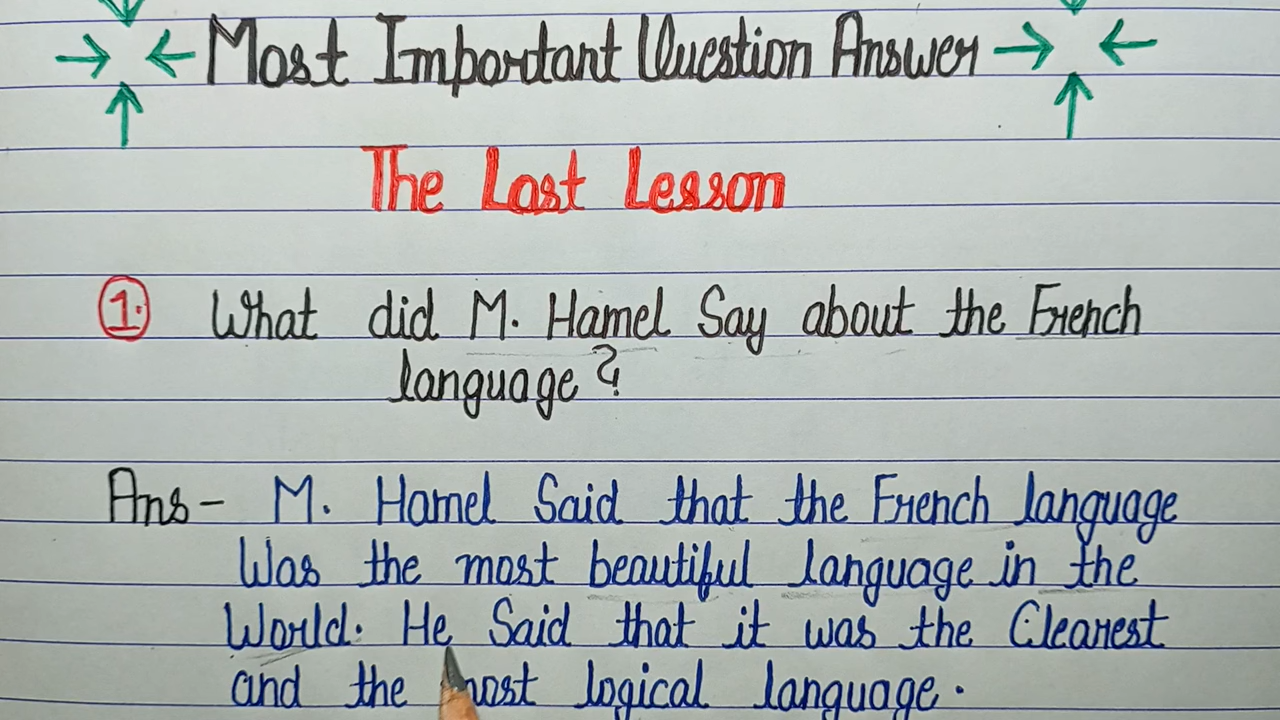 Most Important Question Answer
The Last Lesson
1. What did M. Hamel Say about the French
language?
Ans- M. Hamel Said that the French language
Was the most beautiful language in the
World. He Said that it was the Clearest
and the most logical language.